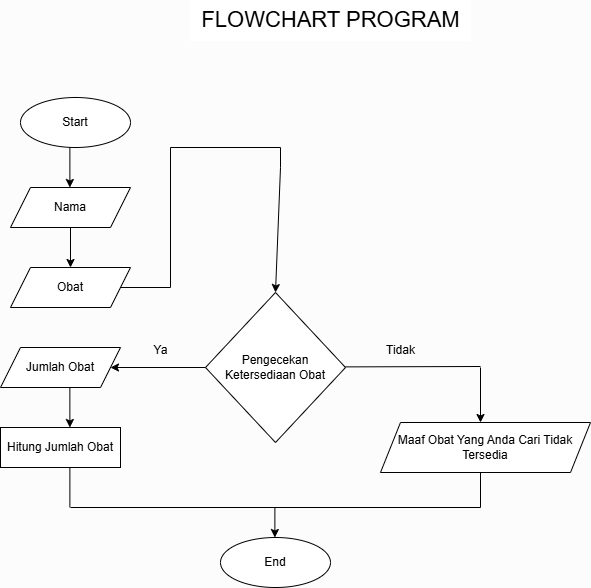 FLOWCHART PROGRAM
Start
Nama
Obat
Pengecekan
Ketersediaan Obat
Ya
Tidak
Jumlah Obat
Hitung Jumlah Obat
Maaf Obat Yang Anda Cari Tidak
Tersedia
End